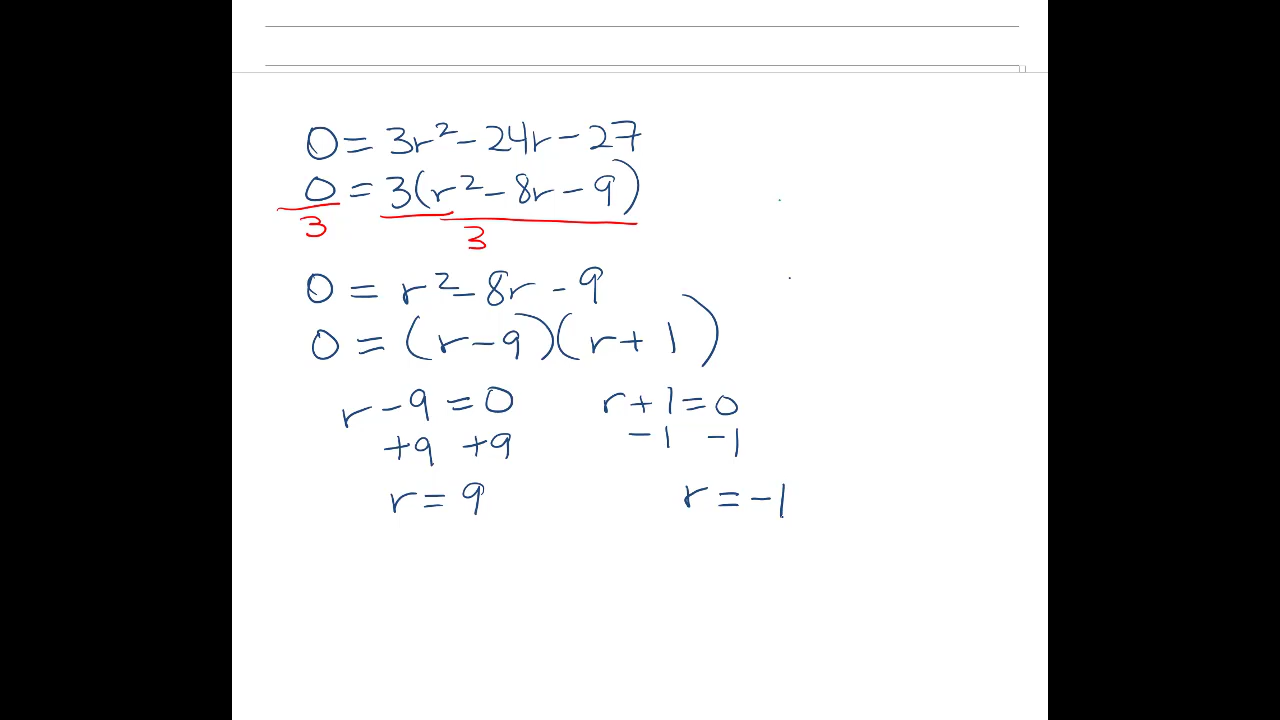 0 = 3r² - 24r - 27
0 = 3(r² - 8r - 9)
3 3
0 = r² - 8r - 9
0 = (r - 9)(r + 1)
r - 9 = 0 r + 1 = 0
+9 +9 -1 -1
r = 9 r = -1